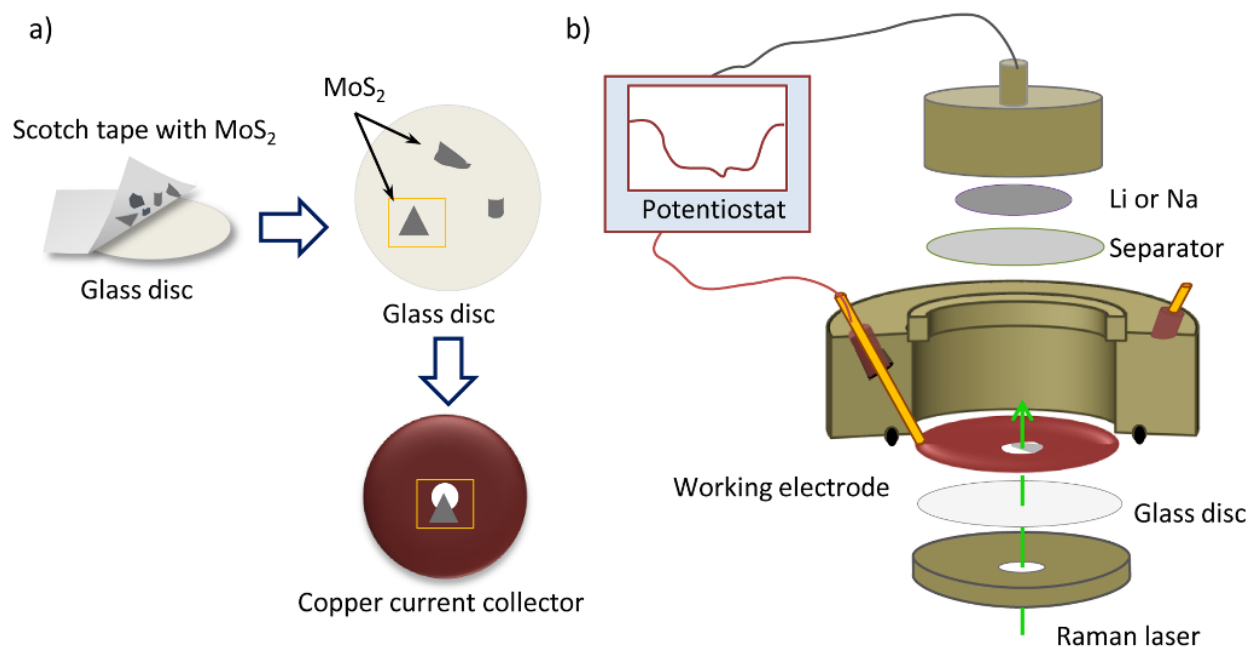 a)
Scotch tape with MoS₂
Glass disc
MoS₂
Glass disc
Copper current collector
b)
Potentiostat
Li or Na
Separator
Working electrode
Glass disc
Raman laser